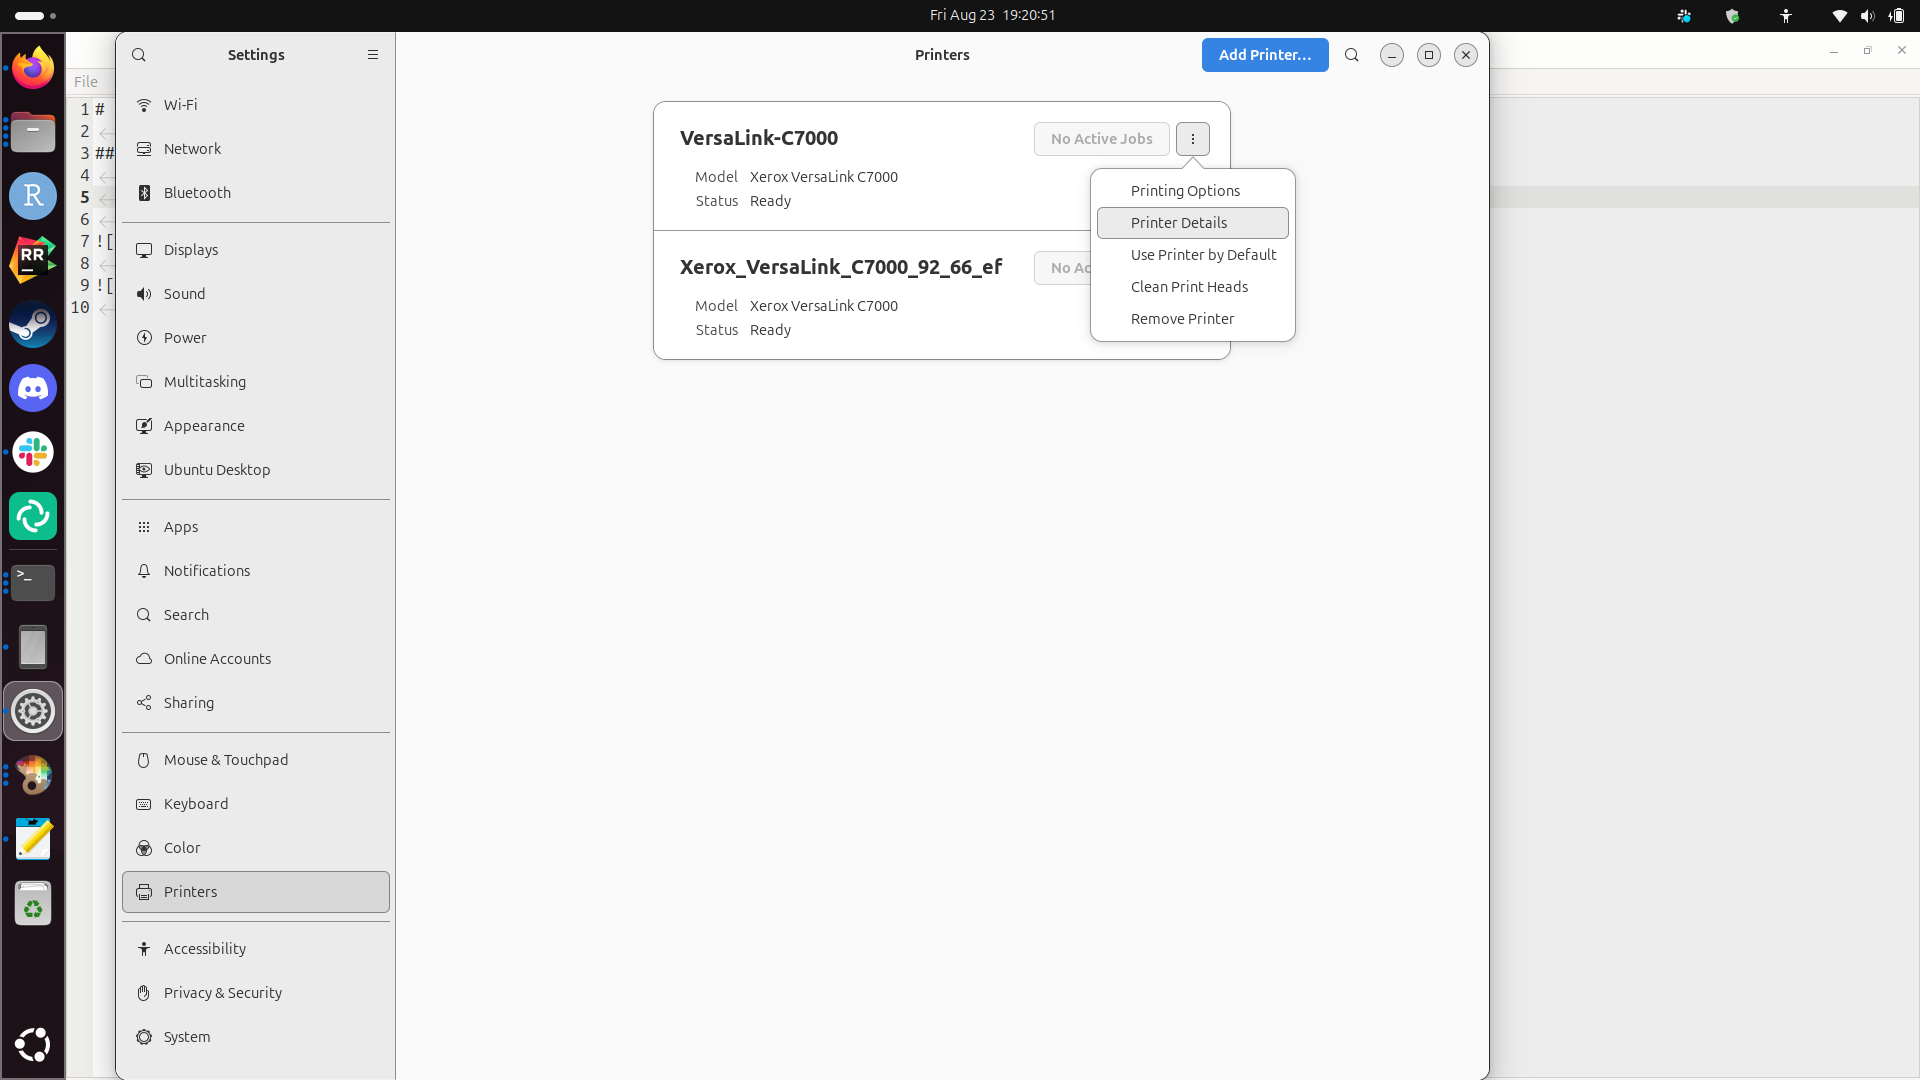 Fri Aug 23 19:20:51
Settings
Printers
Add Printer...
File
1 #
2
3 ##
4
5
6
7 ![
8
9 ![
10
Wi-Fi
Network
Bluetooth
Displays
Sound
Power
Multitasking
Appearance
Ubuntu Desktop
Apps
Notifications
Search
Online Accounts
Sharing
Mouse & Touchpad
Keyboard
Color
Printers
Accessibility
Privacy & Security
System
VersaLink-C7000
No Active Jobs
Model Xerox VersaLink C7000
Status Ready
Xerox_VersaLink_C7000_92_66_ef
No Ac
Model Xerox VersaLink C7000
Status Ready
Printing Options
Printer Details
Use Printer by Default
Clean Print Heads
Remove Printer
R
RR
>_